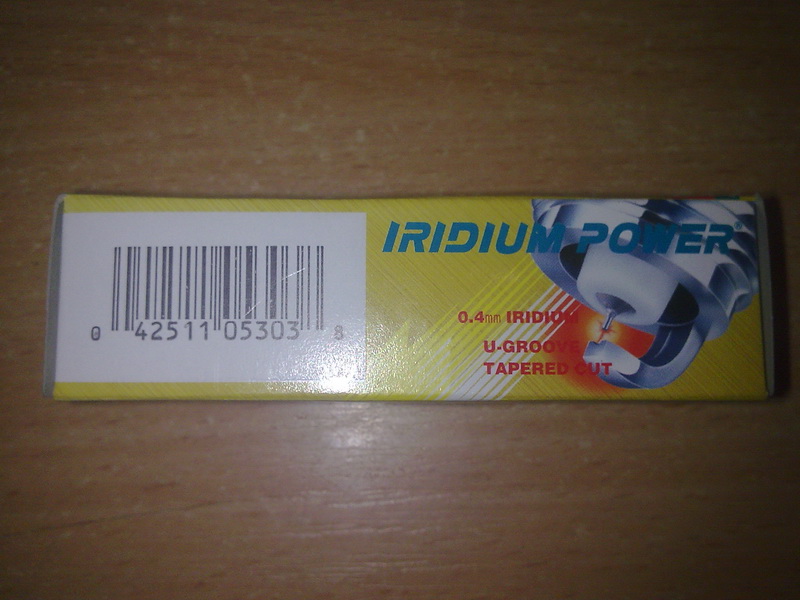 0 42511 05303 8
IRIDIUM POWER®
0.4mm IRIDIUM
U-GROOVE
TAPERED CUT